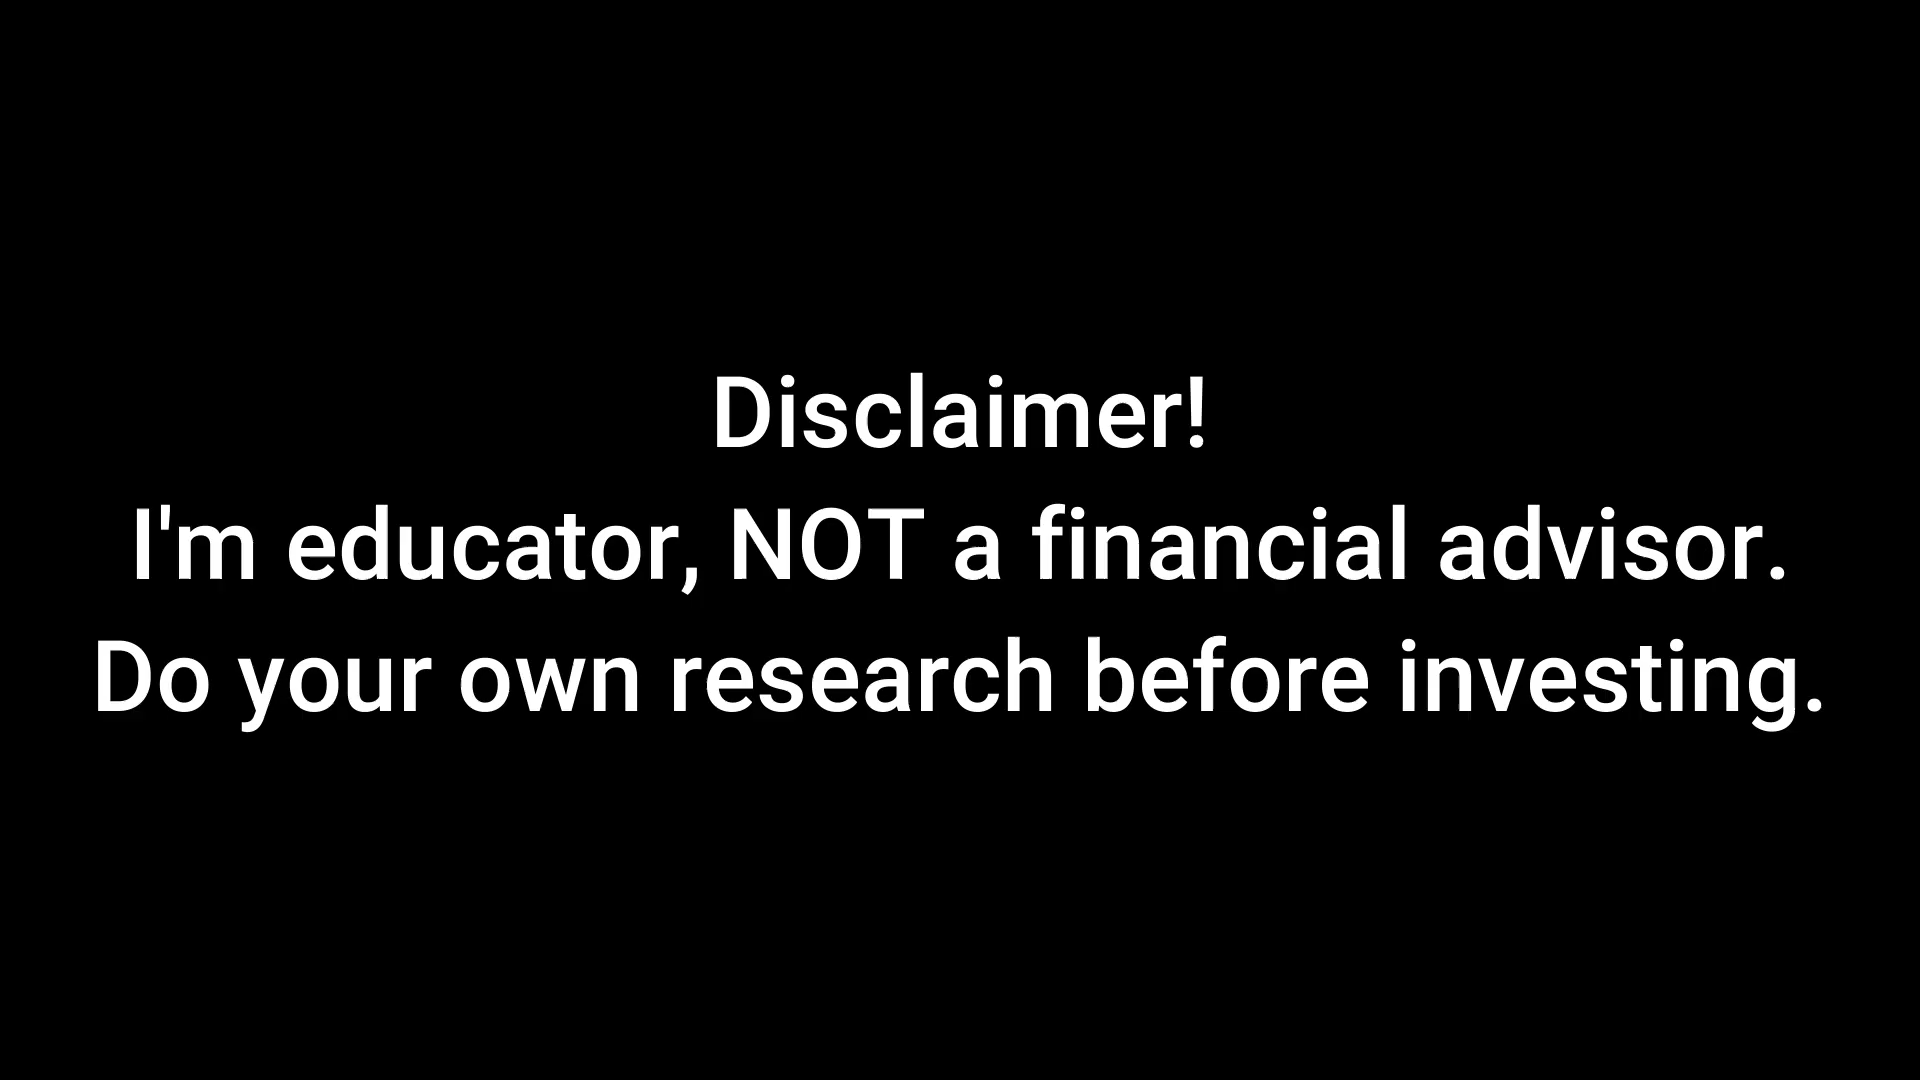 Disclaimer!
I'm educator, NOT a financial advisor.
Do your own research before investing.